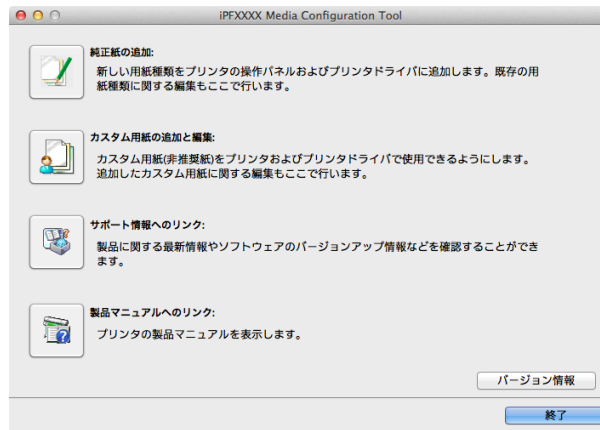 iPFXXXX Media Configuration Tool
純正紙の追加:
新しい用紙種類をプリンタの操作パネルおよびプリンタドライバに追加します。既存の用
紙種類に関する編集もここで行います。
カスタム用紙の追加と編集:
カスタム用紙(非推奨紙)をプリンタおよびプリンタドライバで使用できるようにします。
追加したカスタム用紙に関する編集もここで行います。
サポート情報へのリンク:
製品に関する最新情報やソフトウェアのバージョンアップ情報などを確認することができ
ます。
製品マニュアルへのリンク:
プリンタの製品マニュアルを表示します。
バージョン情報
終了